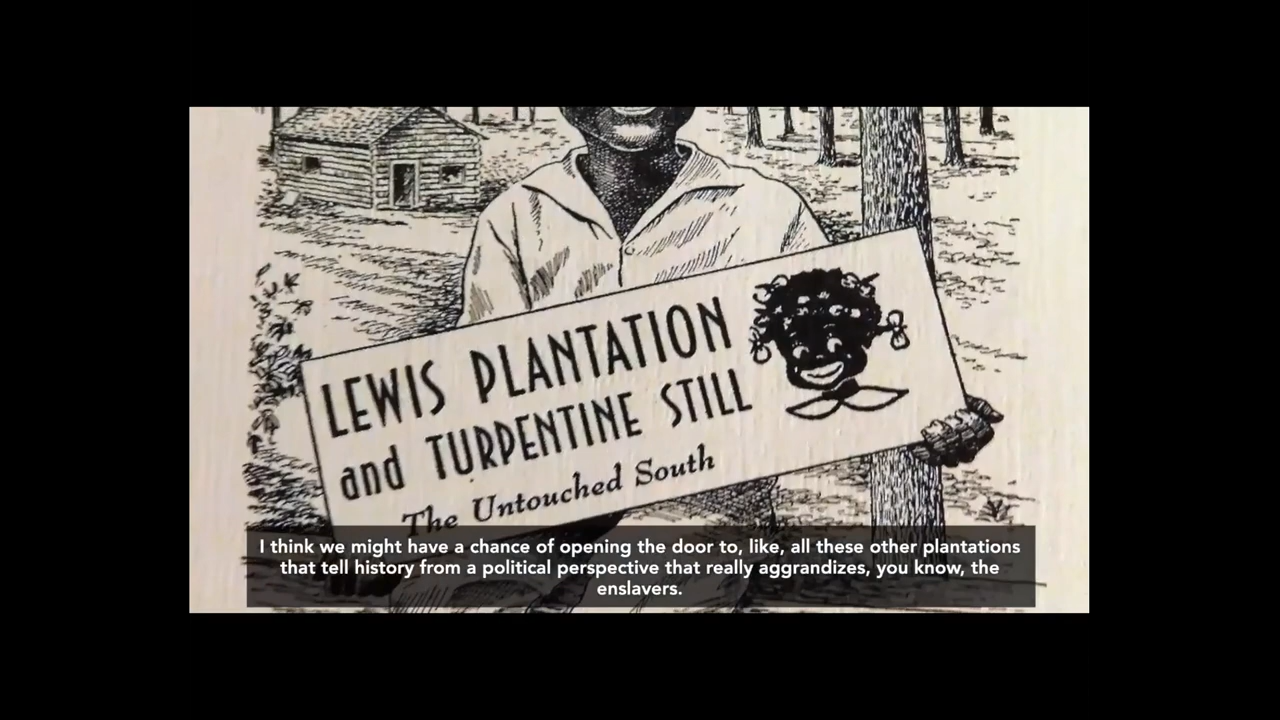 LEWIS PLANTATION
and TURPENTINE STILL
The Untouched South
I think we might have a chance of opening the door to, like, all these other plantations
that tell history from a political perspective that really aggrandizes, you know, the
enslavers.